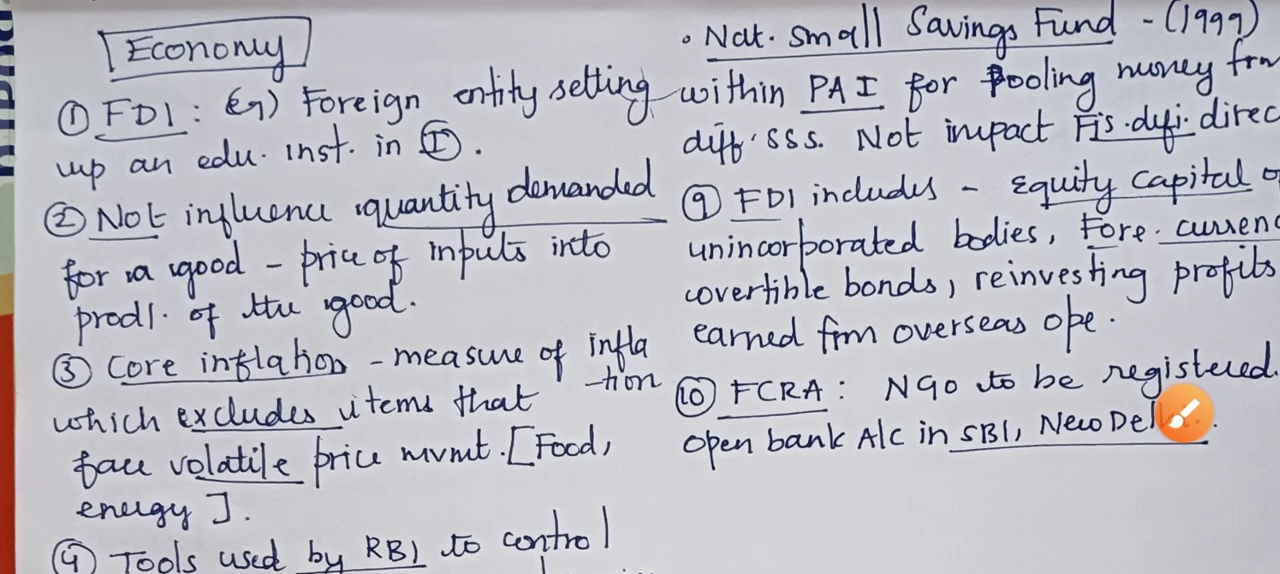 Economy
① FDI : Eg) Foreign entity setting
up an edu. inst. in Ⓘ.
② Not influence quantity demanded
for a good - price of inputs into
prod. of the good.
③ Core inflation - measure of infla
-tion
which excludes items that
face volatile price mvmt. [Food,
energy].
④ Tools used by RBI to control
• Nat. small Savings Fund - (1999)
within PAI for Pooling money frm
diff. SSS. Not impact Fis. defi. direc
⑨ FDI includes - Equity Capital o
unincorporated bodies, Fore. currenc
covertible bonds, reinvesting profits
earned frm overseas ope.
⑩ FCRA : NGO to be registered.
open bank A/c in SBI, New Del